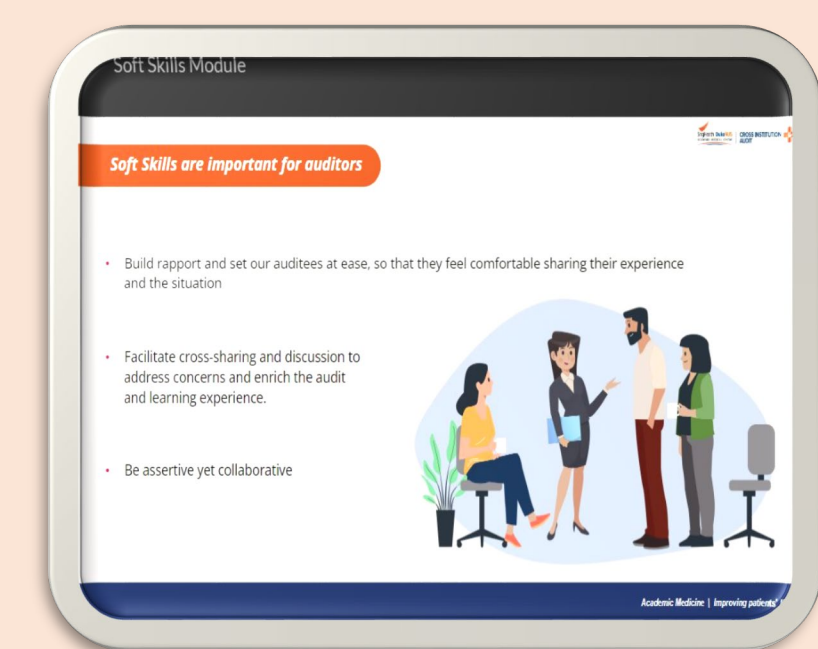 Soft Skills Module
CROSS INSTITUTION
AUDIT
Soft Skills are important for auditors
• Build rapport and set our auditees at ease, so that they feel comfortable sharing their experience
and the situation
• Facilitate cross-sharing and discussion to
address concerns and enrich the audit
and learning experience.
• Be assertive yet collaborative
Academic Medicine | Improving patients'